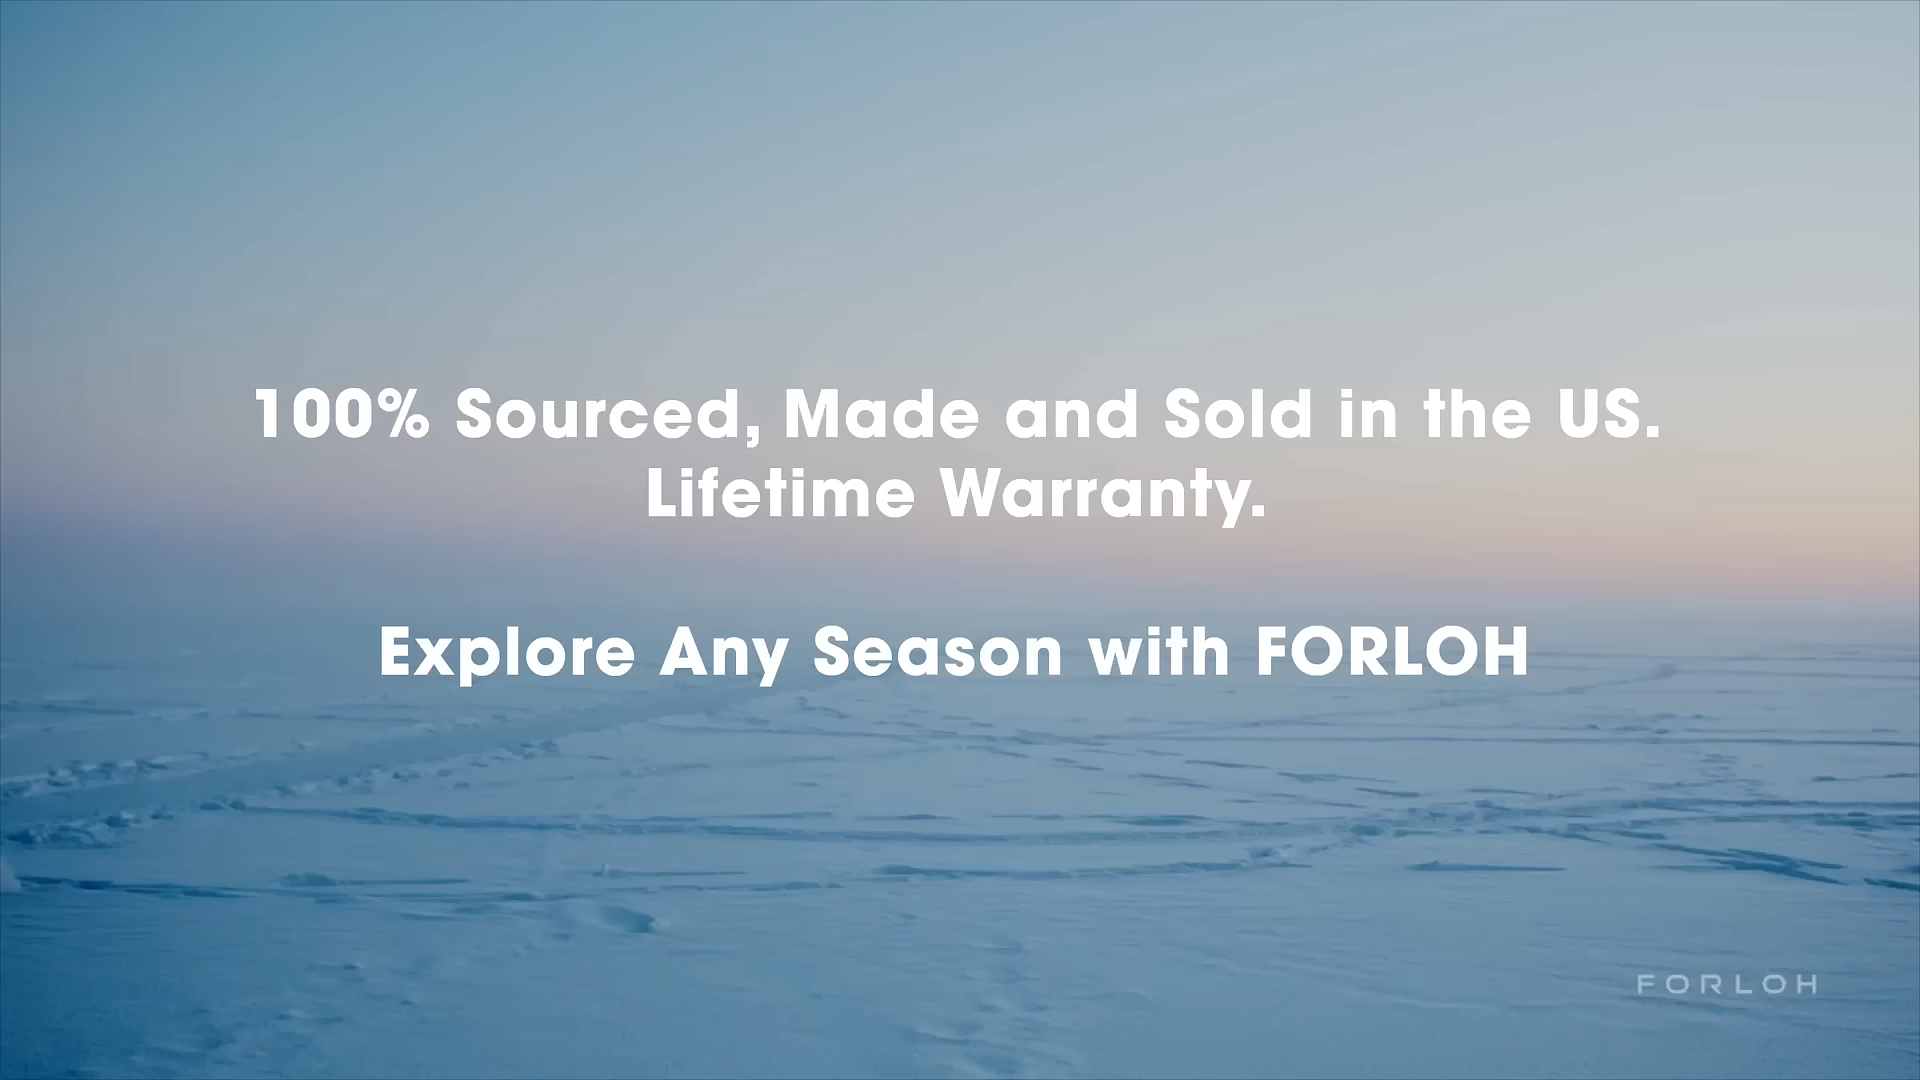 100% Sourced, Made and Sold in the US.
Lifetime Warranty.
Explore Any Season with FORLOH
FORLOH